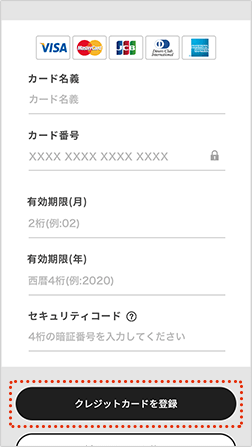 VISA MasterCard JCB Diners Club International AMERICAN EXPRESS
カード名義
カード名義
カード番号
XXXX XXXX XXXX XXXX
有効期限(月)
2桁(例:02)
有効期限(年)
西暦4桁(例:2020)
セキュリティコード ?
4桁の暗証番号を入力してください
クレジットカードを登録